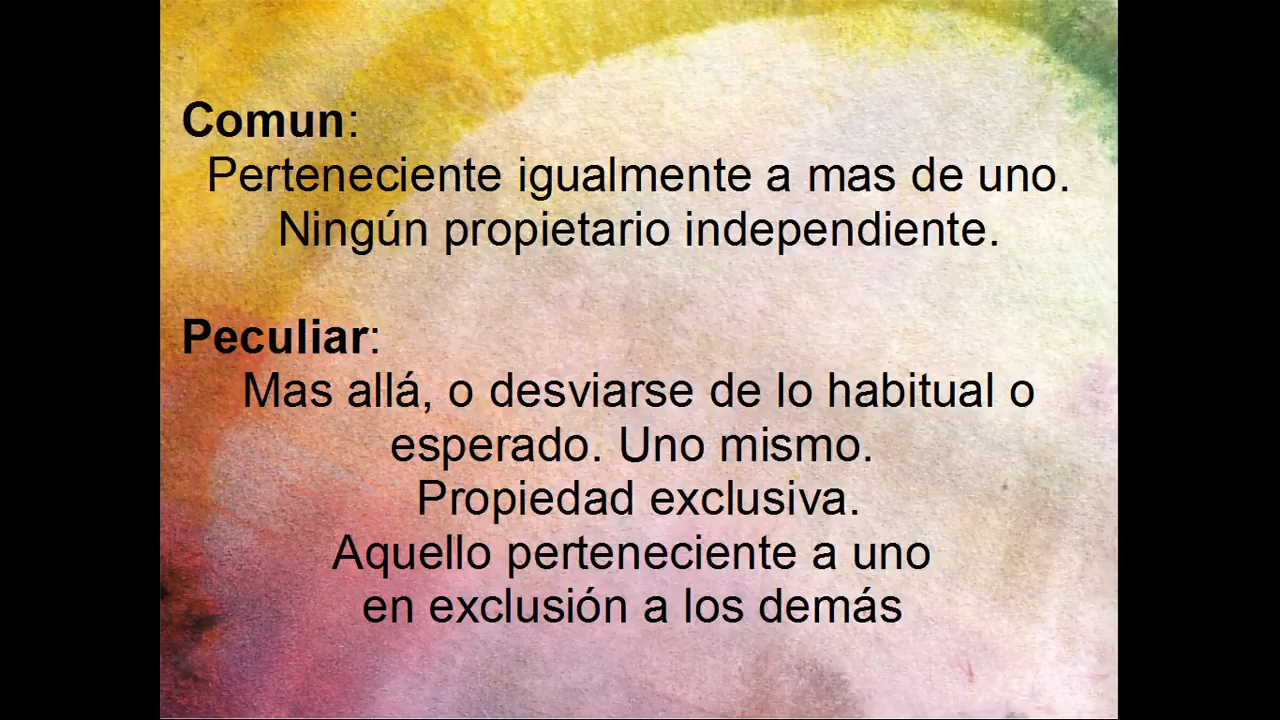 Comun:
Perteneciente igualmente a mas de uno.
Ningún propietario independiente.
Peculiar:
Mas allá, o desviarse de lo habitual o
esperado. Uno mismo.
Propiedad exclusiva.
Aquello perteneciente a uno
en exclusión a los demás